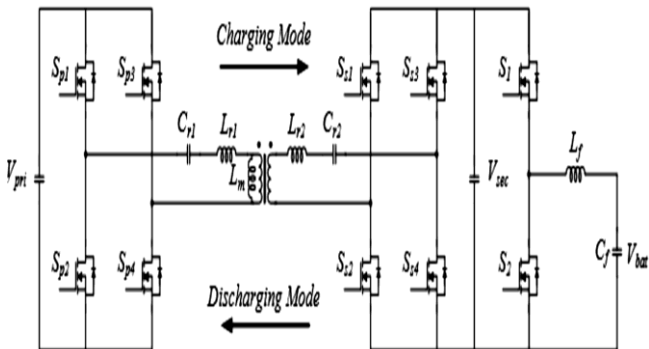 Charging Mode
S_p1
S_p3
S_s1
S_s3
S_1
C_r1
L_r1
L_r2
C_r2
L_f
V_pri
L_m
V_sec
S_p2
S_p4
S_s2
S_s4
S_2
C_f
V_bat
Discharging Mode